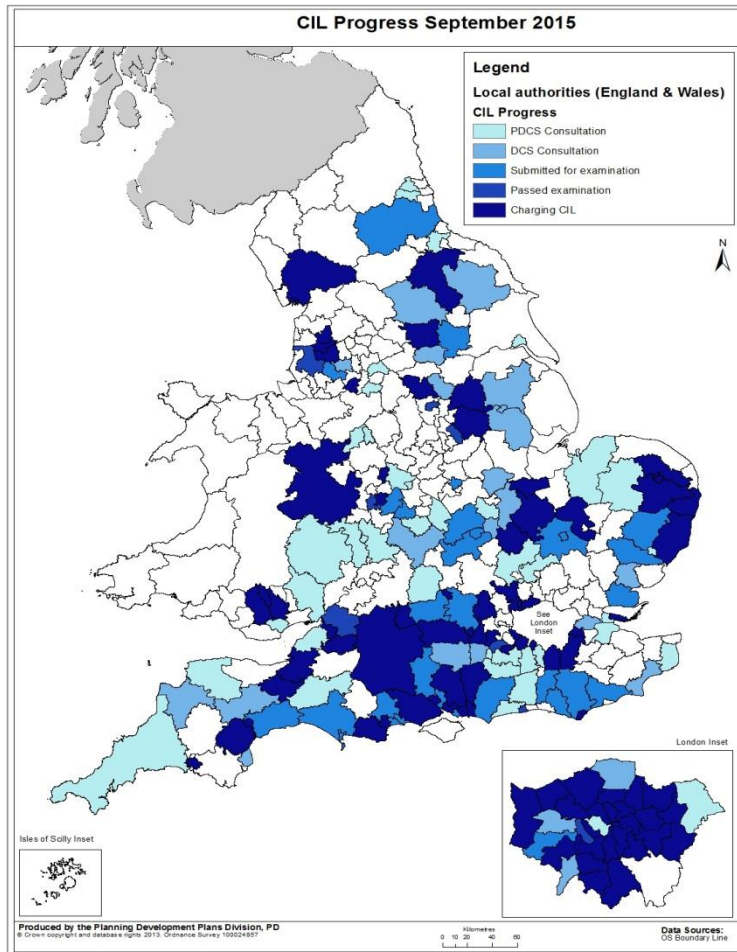 CIL Progress September 2015
Legend
Local authorities (England & Wales)
CIL Progress
PDCS Consultation
DCS Consultation
Submitted for examination
Passed examination
Charging CIL
N
See
London
Inset
London Inset
Isles of Scilly Inset
Produced by the Planning Development Plans Division, PD
© Crown copyright and database rights 2013. Ordnance Survey 100024857
Kilometres
0 10 20 40 60
Data Sources:
OS Boundary Line